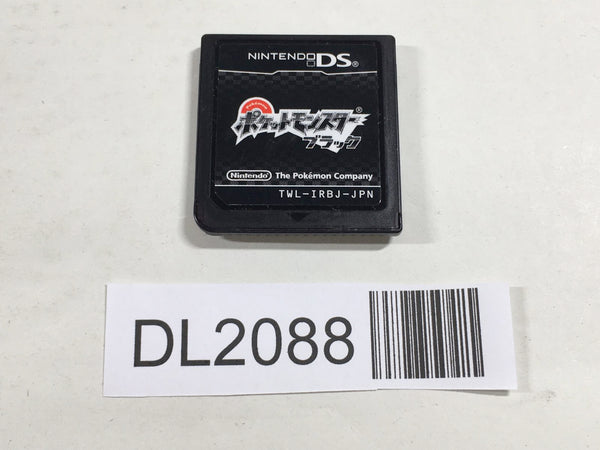 NINTENDO DS®
Pokémon
ポケットモンスター®
ブラック
Nintendo The Pokémon Company
TWL-IRBJ-JPN
DL2088